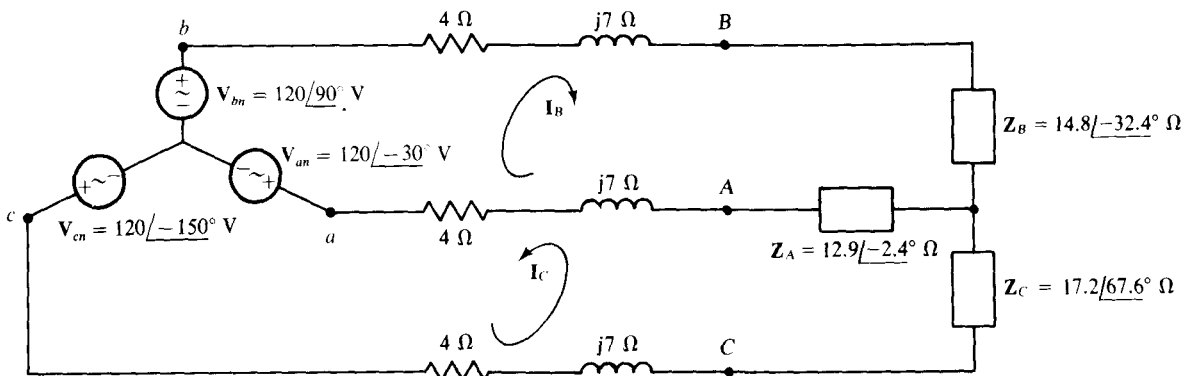 4 Ω
j7 Ω
B
b
V_bn = 120/90° V
I_B
Z_B = 14.8/−32.4° Ω
V_an = 120/−30° V
j7 Ω
A
c
V_cn = 120/−150° V
a
4 Ω
Z_A = 12.9/−2.4° Ω
I_C
Z_C = 17.2/67.6° Ω
4 Ω
j7 Ω
C